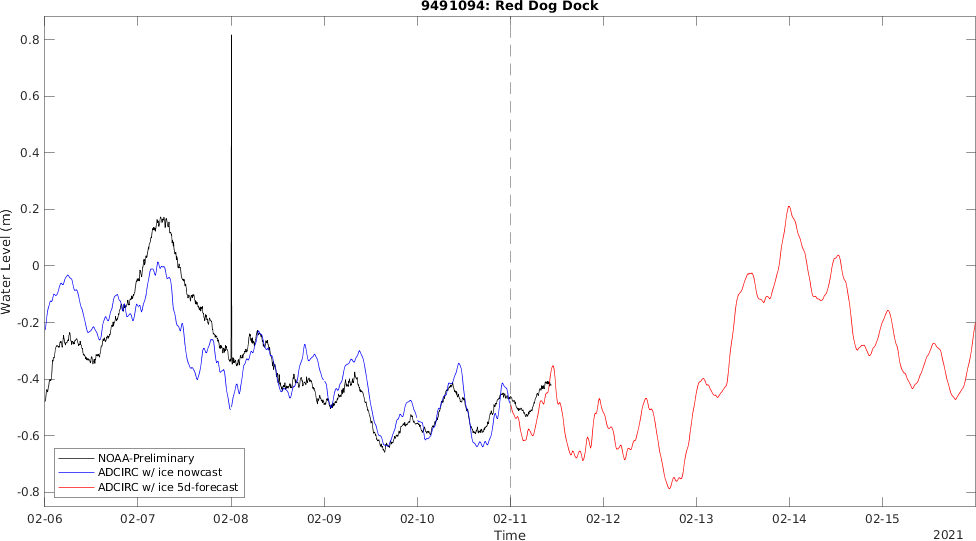 9491094: Red Dog Dock
Water Level (m)
0.8
0.6
0.4
0.2
0
-0.2
-0.4
-0.6
-0.8
NOAA-Preliminary
ADCIRC w/ ice nowcast
ADCIRC w/ ice 5d-forecast
02-06 02-07 02-08 02-09 02-10 02-11 02-12 02-13 02-14 02-15
Time
2021